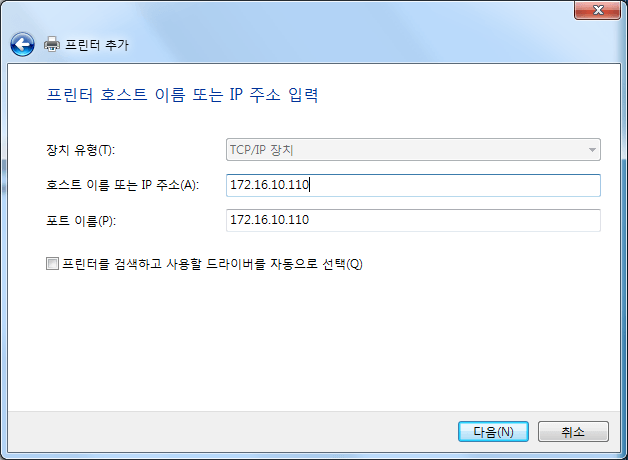 프린터 추가
프린터 호스트 이름 또는 IP 주소 입력
장치 유형(T): TCP/IP 장치
호스트 이름 또는 IP 주소(A): 172.16.10.110
포트 이름(P): 172.16.10.110
프린터를 검색하고 사용할 드라이버를 자동으로 선택(Q)
다음(N) 취소